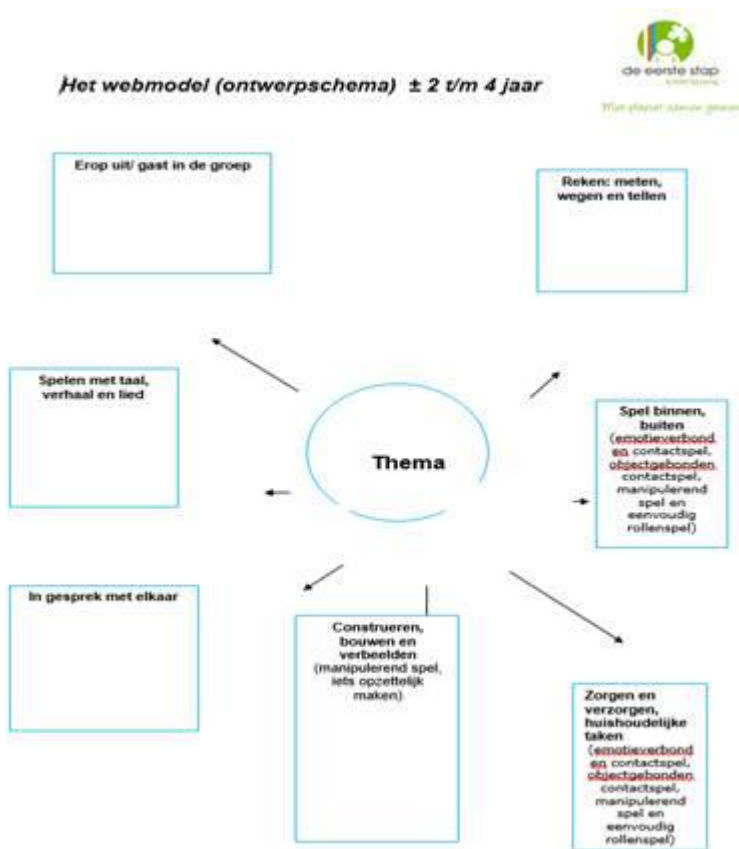 de eerste stap
Het webmodel (ontwerpschema) ± 2 t/m 4 jaar
Erop uit/ gast in de groep
Reken: meten,
wegen en tellen
Spelen met taal,
verhaal en lied
Thema
Spel binnen,
buiten
(emotieverbond
en contactspel,
objectgebonden
contactspel,
manipulerend
spel en
eenvoudig
rollenspel)
In gesprek met elkaar
Construeren,
bouwen en
verbeelden
(manipulerend spel,
iets opzettelijk
maken)
Zorgen en
verzorgen,
huishoudelijke
taken
(emotieverbond
en contactspel,
objectgebonden
contactspel,
manipulerend
spel en
eenvoudig
rollenspel)